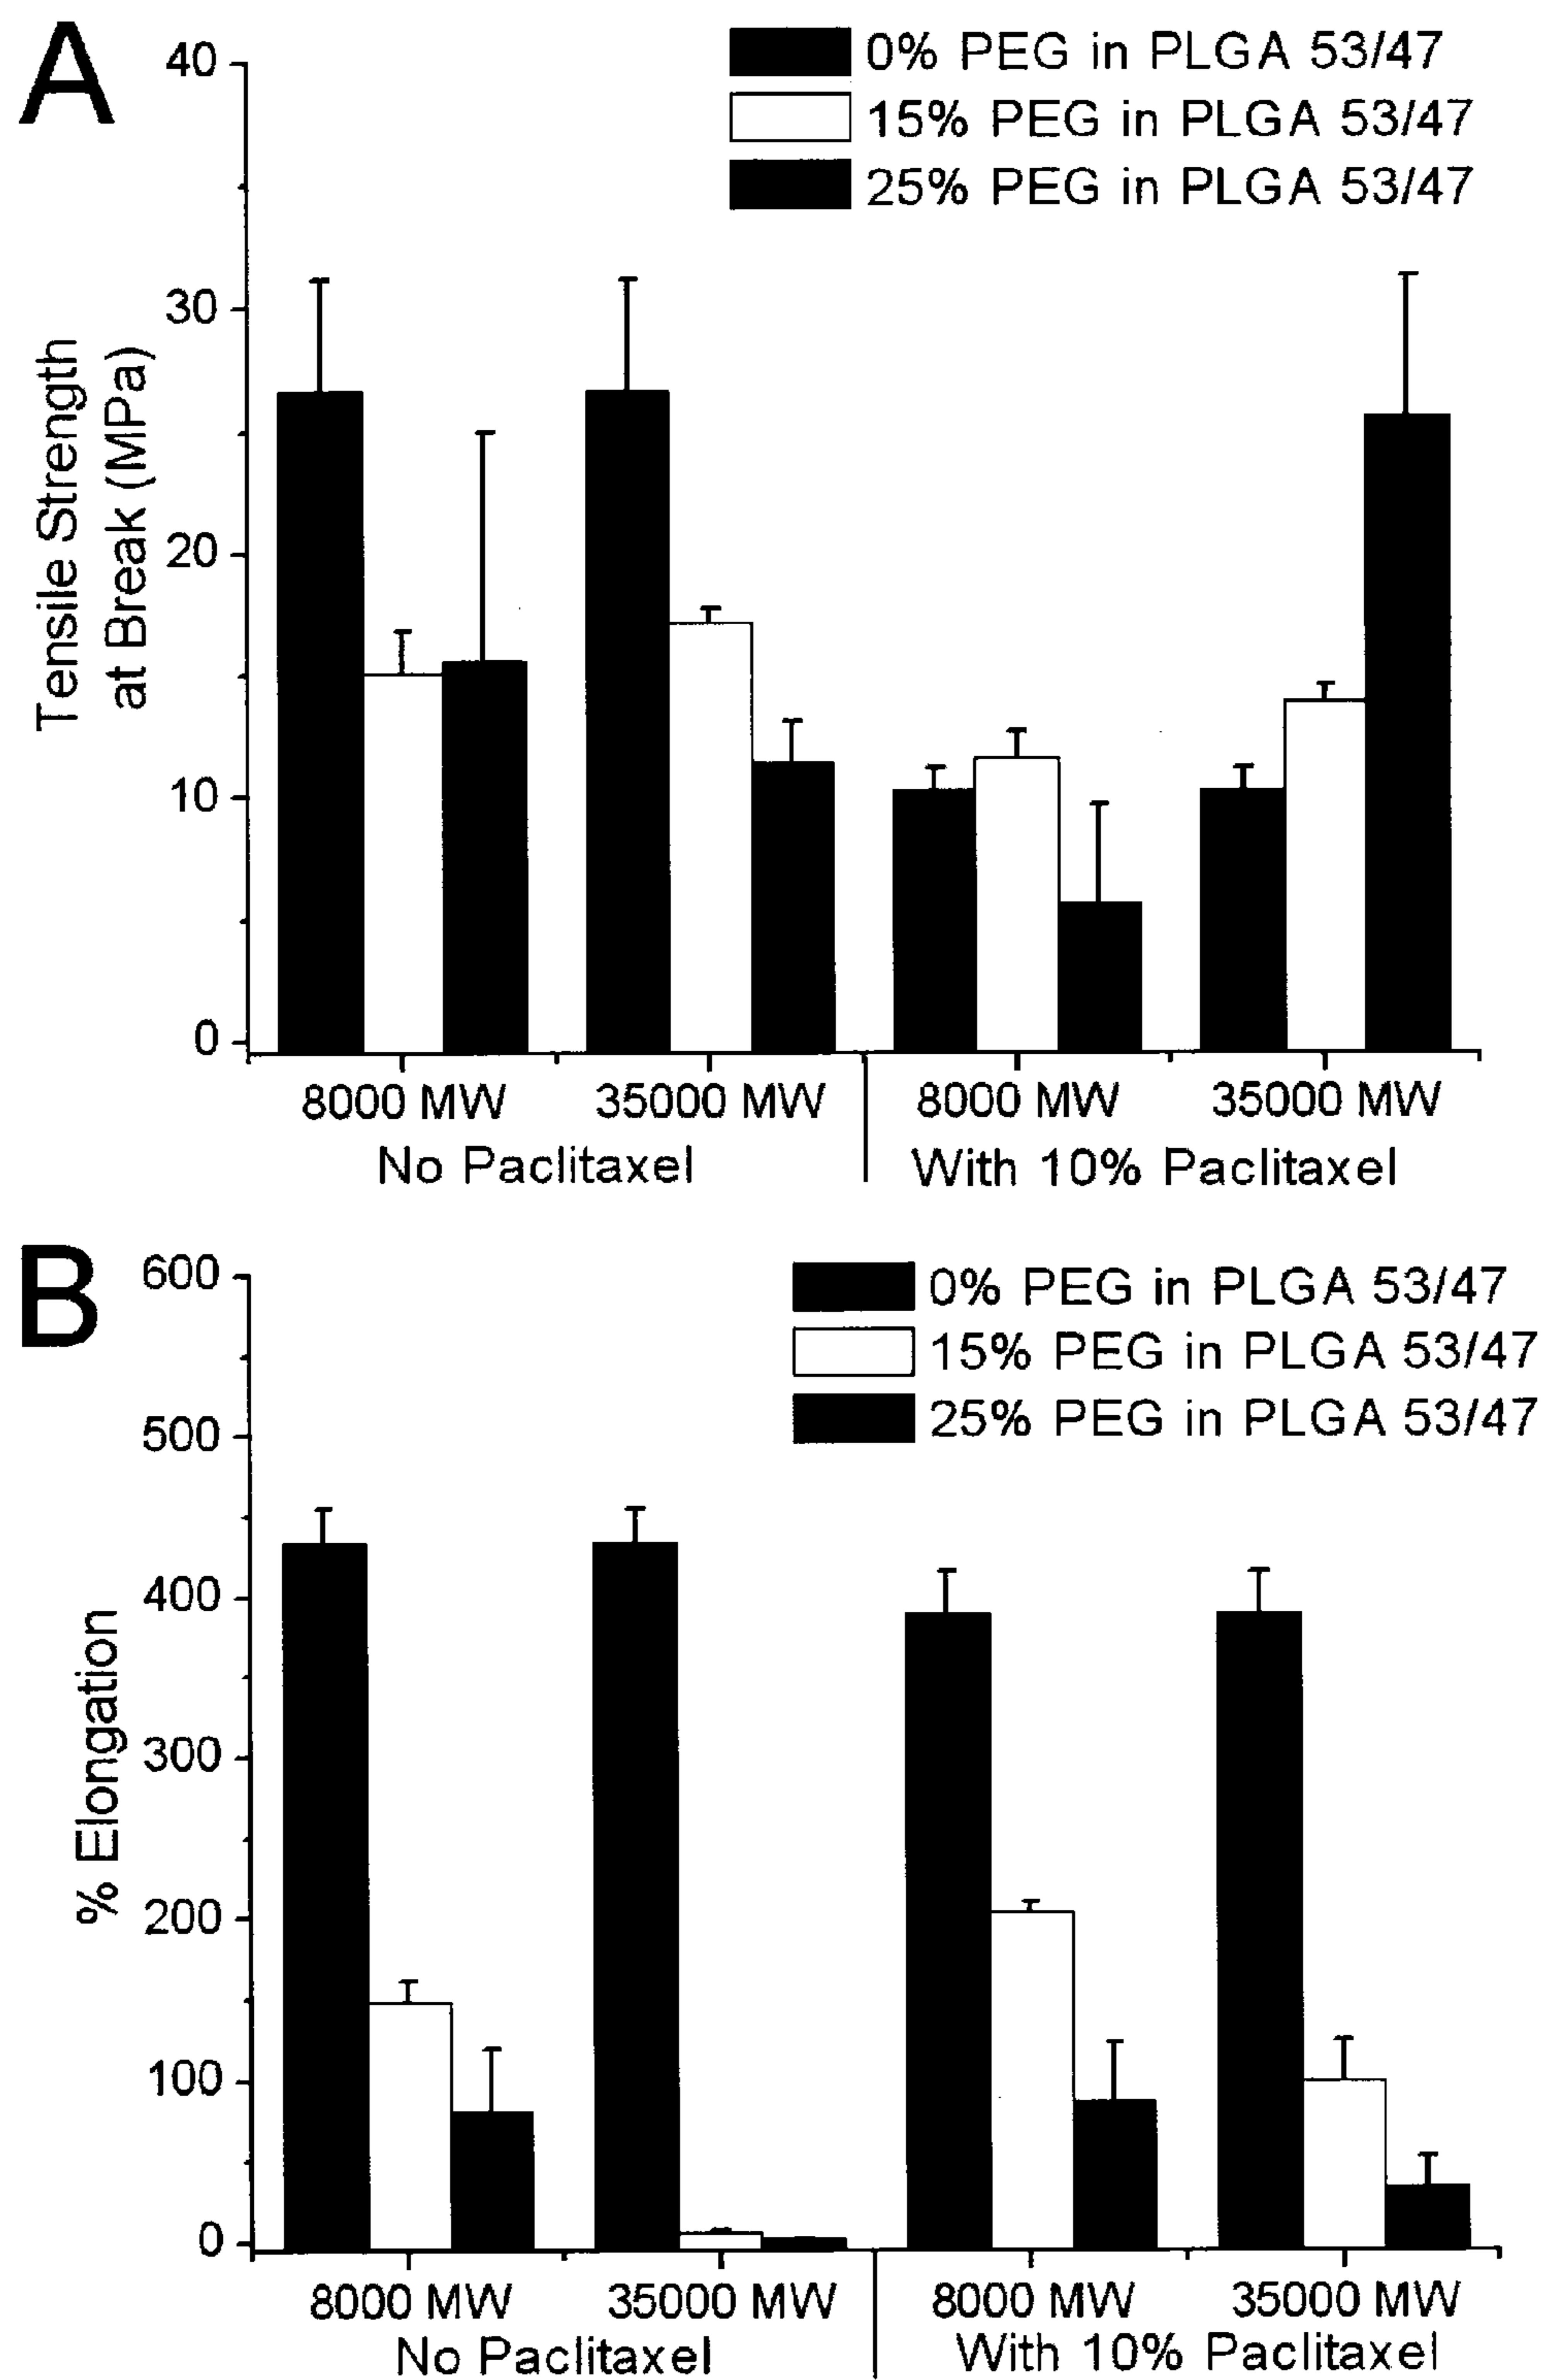 A
40
0% PEG in PLGA 53/47
15% PEG in PLGA 53/47
25% PEG in PLGA 53/47
30
20
10
0
Tensile Strength
at Break (MPa)
8000 MW 35000 MW 8000 MW 35000 MW
No Paclitaxel With 10% Paclitaxel
B
600
0% PEG in PLGA 53/47
15% PEG in PLGA 53/47
25% PEG in PLGA 53/47
500
400
300
200
100
0
% Elongation
8000 MW 35000 MW 8000 MW 35000 MW
No Paclitaxel With 10% Paclitaxel